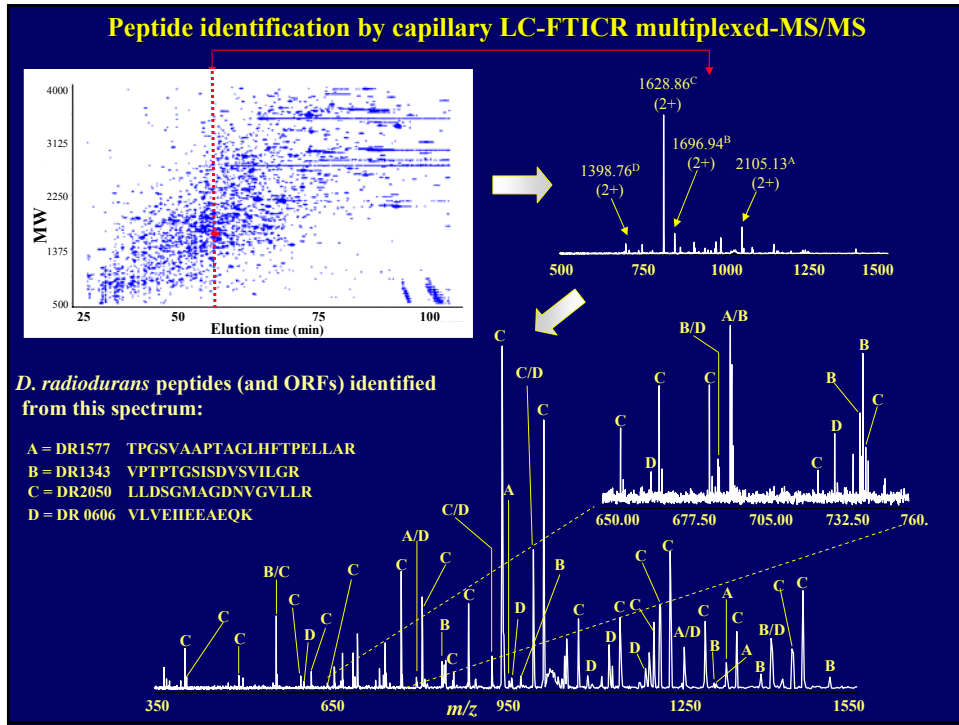 Peptide identification by capillary LC-FTICR multiplexed-MS/MS
4000
3125
2250
1375
500
MW
25 50 75 100
Elution time (min)
1628.86C
(2+)
1696.94B
(2+)
2105.13A
(2+)
1398.76D
(2+)
500 750 1000 1250 1500
D. radiodurans peptides (and ORFs) identified
from this spectrum:
A = DR1577 TPGSVAAPTAGLHFTPELLAR
B = DR1343 VPTPTGSISDVSVILGR
C = DR2050 LLDSGMAGDNVGVLLR
D = DR 0606 VLVEIIEEAEQK
A/B
B/D
B
C
C
C
B
C
D
D
C
650.00 677.50 705.00 732.50 760.
C
C/D
C
A
C/D
A/D
C
B
C
C
B/C
C
C
D
C
C
C
B
C
D
C
D
C
D
C
C
D
C
A/D
C
B
A
C
A
B/D
B
C
C
B
350 650 950 1250 1550
m/z